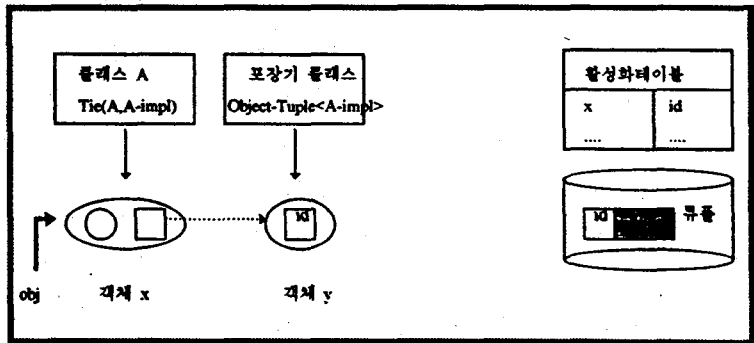 클래스 A
Tie(A,A-impl)
포장기 클래스
Object-Tuple<A-impl>
활성화테이블
x id
.... ....
id
id 튜플
obj
객체 x
객체 y